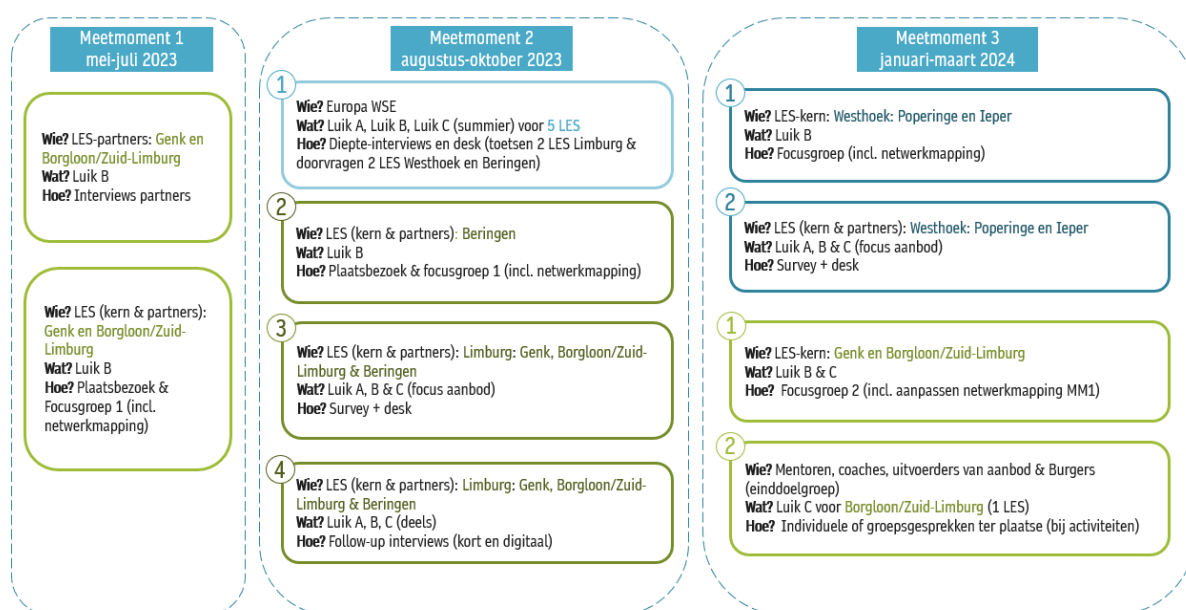 Meetmoment 1
mei-juli 2023
Wie? LES-partners: Genk en
Borgloon/Zuid-Limburg
Wat? Luik B
Hoe? Interviews partners
Wie? LES (kern & partners):
Genk en Borgloon/Zuid-
Limburg
Wat? Luik B
Hoe? Plaatsbezoek &
Focusgroep 1 (incl.
netwerkmapping)
Meetmoment 2
augustus-oktober 2023
1
Wie? Europa WSE
Wat? Luik A, Luik B, Luik C (summier) voor 5 LES
Hoe? Diepte-interviews en desk (toetsen 2 LES Limburg &
doorvragen 2 LES Westhoek en Beringen)
2
Wie? LES (kern & partners): Beringen
Wat? Luik B
Hoe? Plaatsbezoek & focusgroep 1 (incl. netwerkmapping)
3
Wie? LES (kern & partners): Limburg: Genk, Borgloon/Zuid-
Limburg & Beringen
Wat? Luik A, B & C (focus aanbod)
Hoe? Survey + desk
4
Wie? LES (kern & partners): Limburg: Genk, Borgloon/Zuid-
Limburg & Beringen
Wat? Luik A, B, C (deels)
Hoe? Follow-up interviews (kort en digitaal)
Meetmoment 3
januari-maart 2024
1
Wie? LES-kern: Westhoek: Poperinge en Ieper
Wat? Luik B
Hoe? Focusgroep (incl. netwerkmapping)
2
Wie? LES (kern & partners): Westhoek: Poperinge en Ieper
Wat? Luik A, B & C (focus aanbod)
Hoe? Survey + desk
1
Wie? LES-kern: Genk en Borgloon/Zuid-Limburg
Wat? Luik B & C
Hoe? Focusgroep 2 (incl. aanpassen netwerkmapping MM1)
2
Wie? Mentoren, coaches, uitvoerders van aanbod & Burgers
(einddoelgroep)
Wat? Luik C voor Borgloon/Zuid-Limburg (1 LES)
Hoe? Individuele of groepsgesprekken ter plaatse (bij activiteiten)